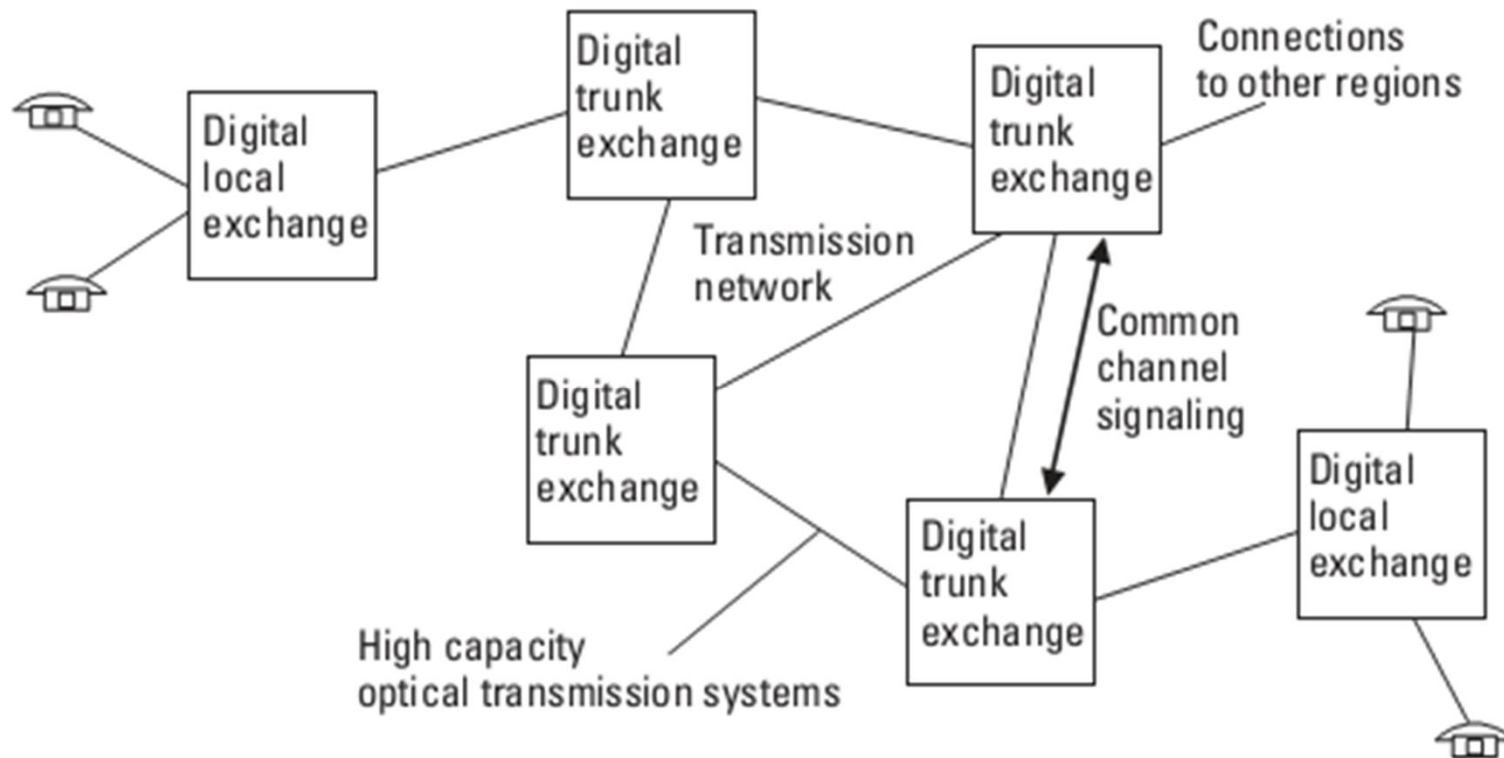 Digital
local
exchange
Digital
trunk
exchange
Digital
trunk
exchange
Connections
to other regions
Transmission
network
Common
channel
signaling
Digital
trunk
exchange
Digital
trunk
exchange
Digital
local
exchange
High capacity
optical transmission systems